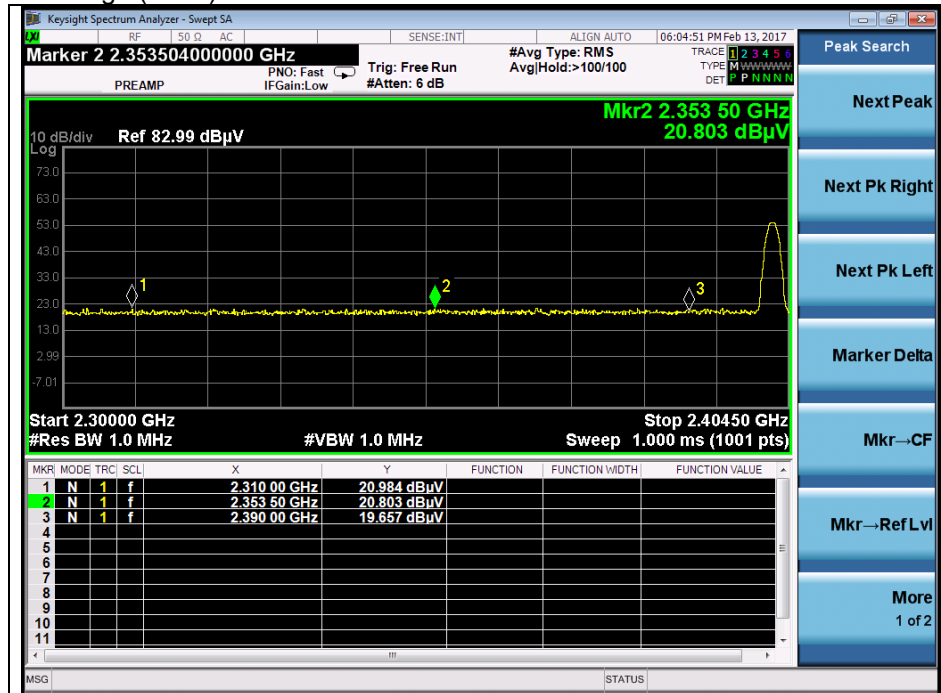 Keysight Spectrum Analyzer - Swept SA
LXI RF 50 Ω AC SENSE:INT ALIGN AUTO 06:04:51 PM Feb 13, 2017
Marker 2 2.353504000000 GHz
PREAMP
PNO: Fast
IFGain:Low
Trig: Free Run
#Atten: 6 dB
#Avg Type: RMS
Avg|Hold:>100/100
TRACE 1 2 3 4 5 6
TYPE M WWWWW
DET P P N N N N
Peak Search
Mkr2 2.353 50 GHz
20.803 dBµV
10 dB/div Ref 82.99 dBµV
Log
73.0
63.0
53.0
43.0
33.0
23.0
13.0
2.99
-7.01
1
2
3
Start 2.30000 GHz Stop 2.40450 GHz
#Res BW 1.0 MHz #VBW 1.0 MHz Sweep 1.000 ms (1001 pts)
MKR MODE TRC SCL X Y FUNCTION FUNCTION WIDTH FUNCTION VALUE
1 N 1 f 2.310 00 GHz 20.984 dBµV
2 N 1 f 2.353 50 GHz 20.803 dBµV
3 N 1 f 2.390 00 GHz 19.657 dBµV
4
5
6
7
8
9
10
11
MSG STATUS
Next Peak
Next Pk Right
Next Pk Left
Marker Delta
Mkr→CF
Mkr→Ref Lvl
More
1 of 2